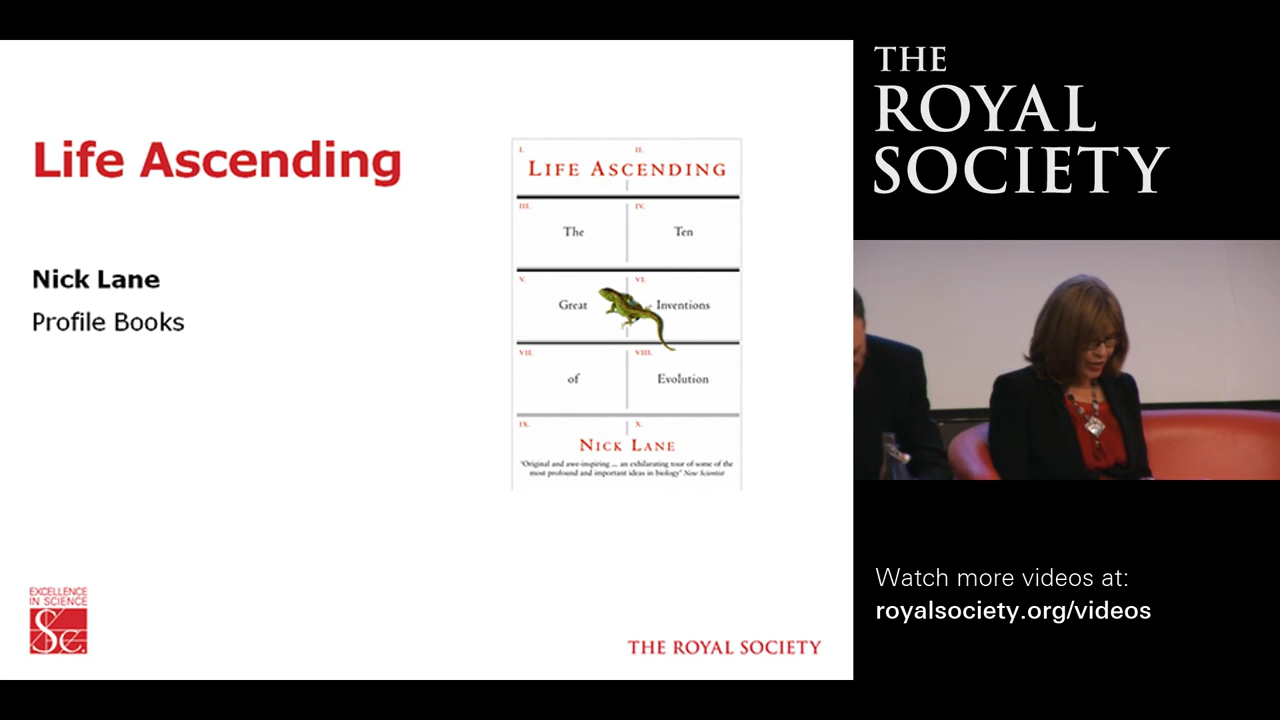 Life Ascending
Nick Lane
Profile Books
I. II.
LIFE ASCENDING
III. IV.
The Ten
V. VI.
Great Inventions
VII. VIII.
of Evolution
IX. X.
NICK LANE
'Original and awe-inspiring ... an exhilarating tour of some of the
most profound and important ideas in biology' New Scientist
EXCELLENCE
IN SCIENCE
THE ROYAL SOCIETY
THE
ROYAL
SOCIETY
Watch more videos at:
royalsociety.org/videos